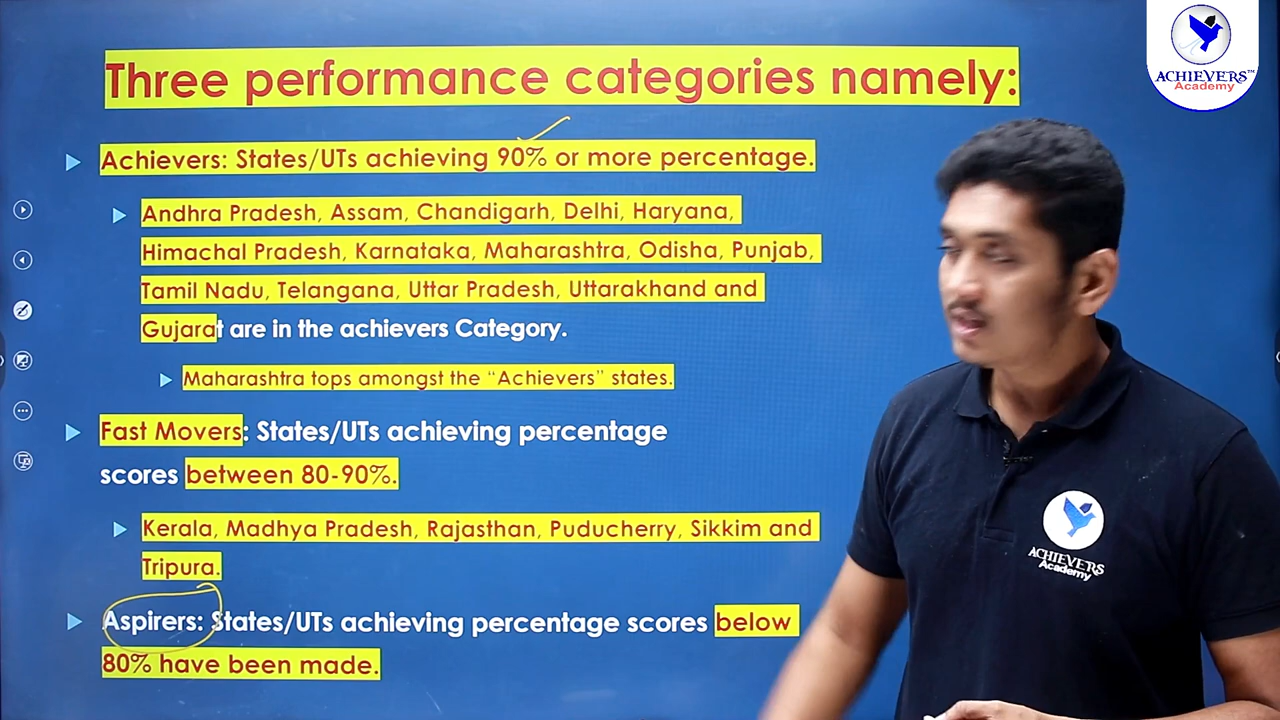 ACHIEVERS™
Academy
Three performance categories namely:
Achievers: States/UTs achieving 90% or more percentage.
Andhra Pradesh, Assam, Chandigarh, Delhi, Haryana,
Himachal Pradesh, Karnataka, Maharashtra, Odisha, Punjab,
Tamil Nadu, Telangana, Uttar Pradesh, Uttarakhand and
Gujarat are in the achievers Category.
Maharashtra tops amongst the “Achievers” states.
Fast Movers: States/UTs achieving percentage
scores between 80-90%.
Kerala, Madhya Pradesh, Rajasthan, Puducherry, Sikkim and
Tripura.
Aspirers: States/UTs achieving percentage scores below
80% have been made.
ACHIEVERS
Academy